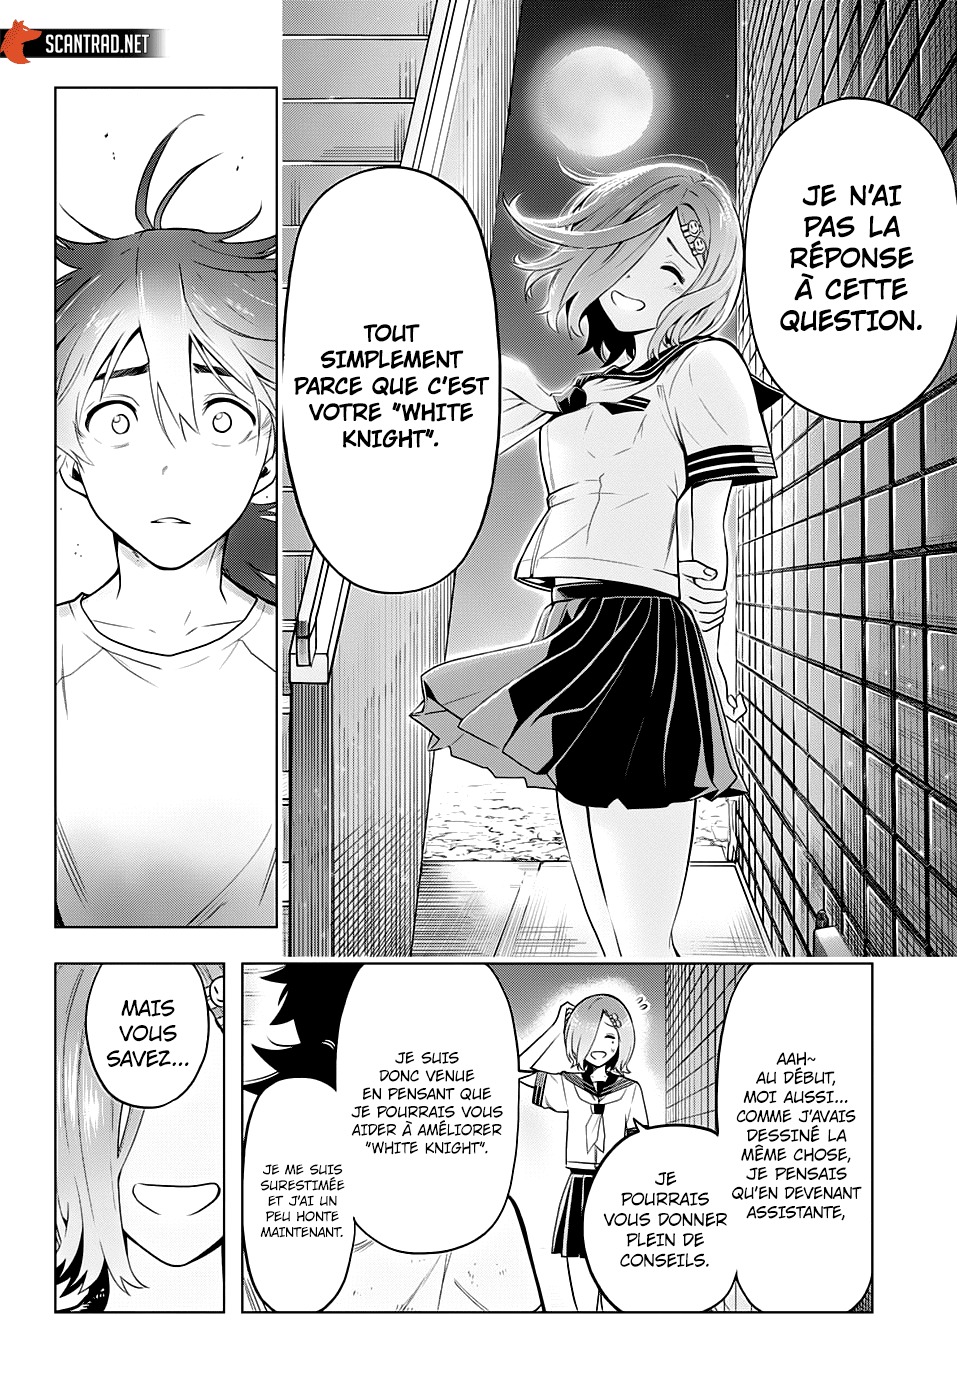 SCANTRAD.NET
JE N'AI
PAS LA
RÉPONSE
À CETTE
QUESTION.
TOUT
SIMPLEMENT
PARCE QUE C'EST
VOTRE "WHITE
KNIGHT".
AAH~
AU DÉBUT,
MOI AUSSI...
COMME J'AVAIS
DESSINÉ LA
MÊME CHOSE,
JE PENSAIS
QU'EN DEVENANT
ASSISTANTE,
JE
POURRAIS
VOUS DONNER
PLEIN DE
CONSEILS.
JE SUIS
DONC VENUE
EN PENSANT QUE
JE POURRAIS VOUS
AIDER À AMÉLIORER
"WHITE KNIGHT".
JE ME SUIS
SURESTIMÉE
ET J'AI UN
PEU HONTE
MAINTENANT.
MAIS
VOUS
SAVEZ...